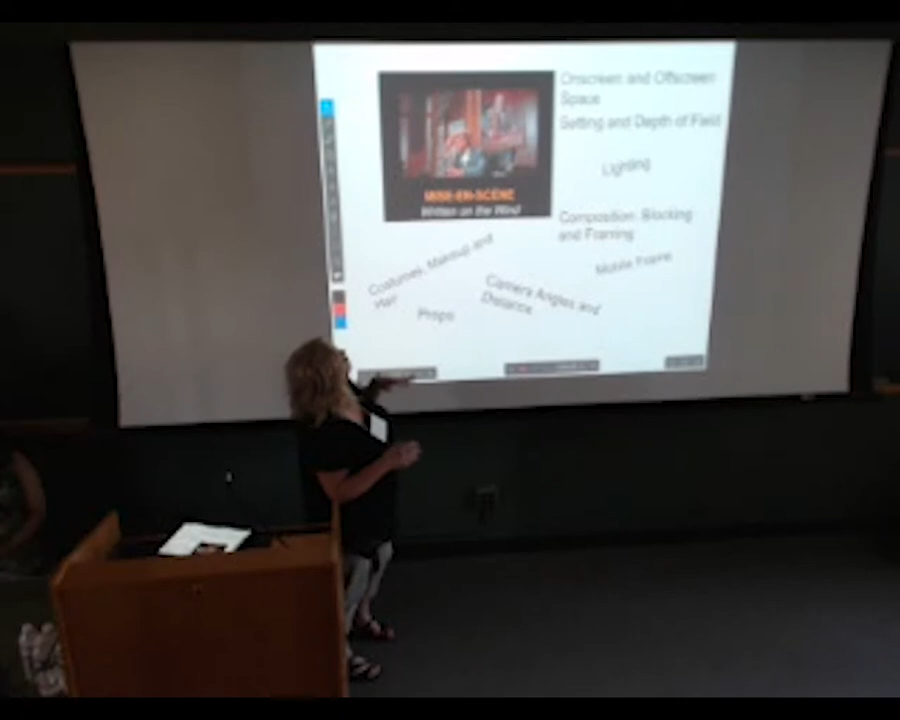 Onscreen and Offscreen
Space
Setting and Depth of Field
Lighting
MISE-EN-SCENE
Written on the Wind
Composition: Blocking
and Framing
Mobile Frame
Costumes, Makeup and
Hair
Camera Angles and
Distance
Props